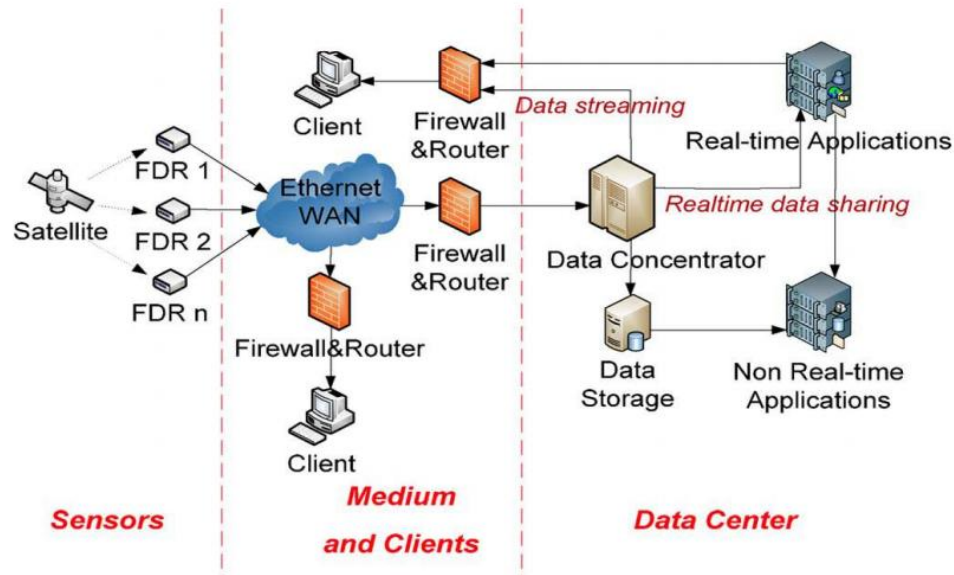 Satellite
FDR 1
FDR 2
FDR n
Ethernet
WAN
Client
Firewall
&Router
Firewall
&Router
Firewall&Router
Client
Data streaming
Real-time Applications
Realtime data sharing
Data Concentrator
Data
Storage
Non Real-time
Applications
Sensors
Medium
and Clients
Data Center